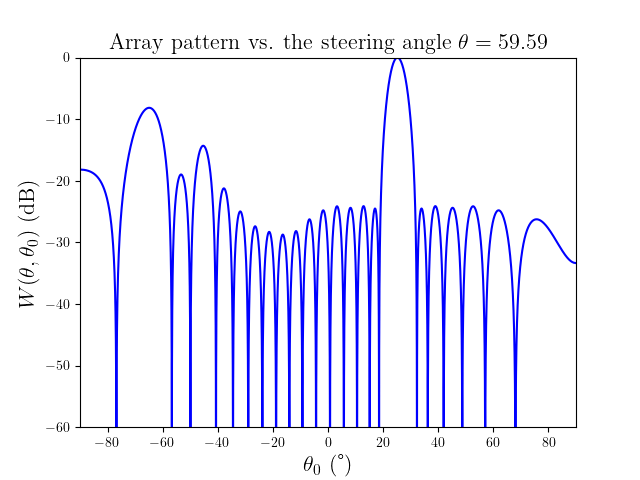 Array pattern vs. the steering angle θ = 59.59
0
−10
−20
−30
−40
−50
−60
W(θ, θ₀) (dB)
−80 −60 −40 −20 0 20 40 60 80
θ₀ (°)